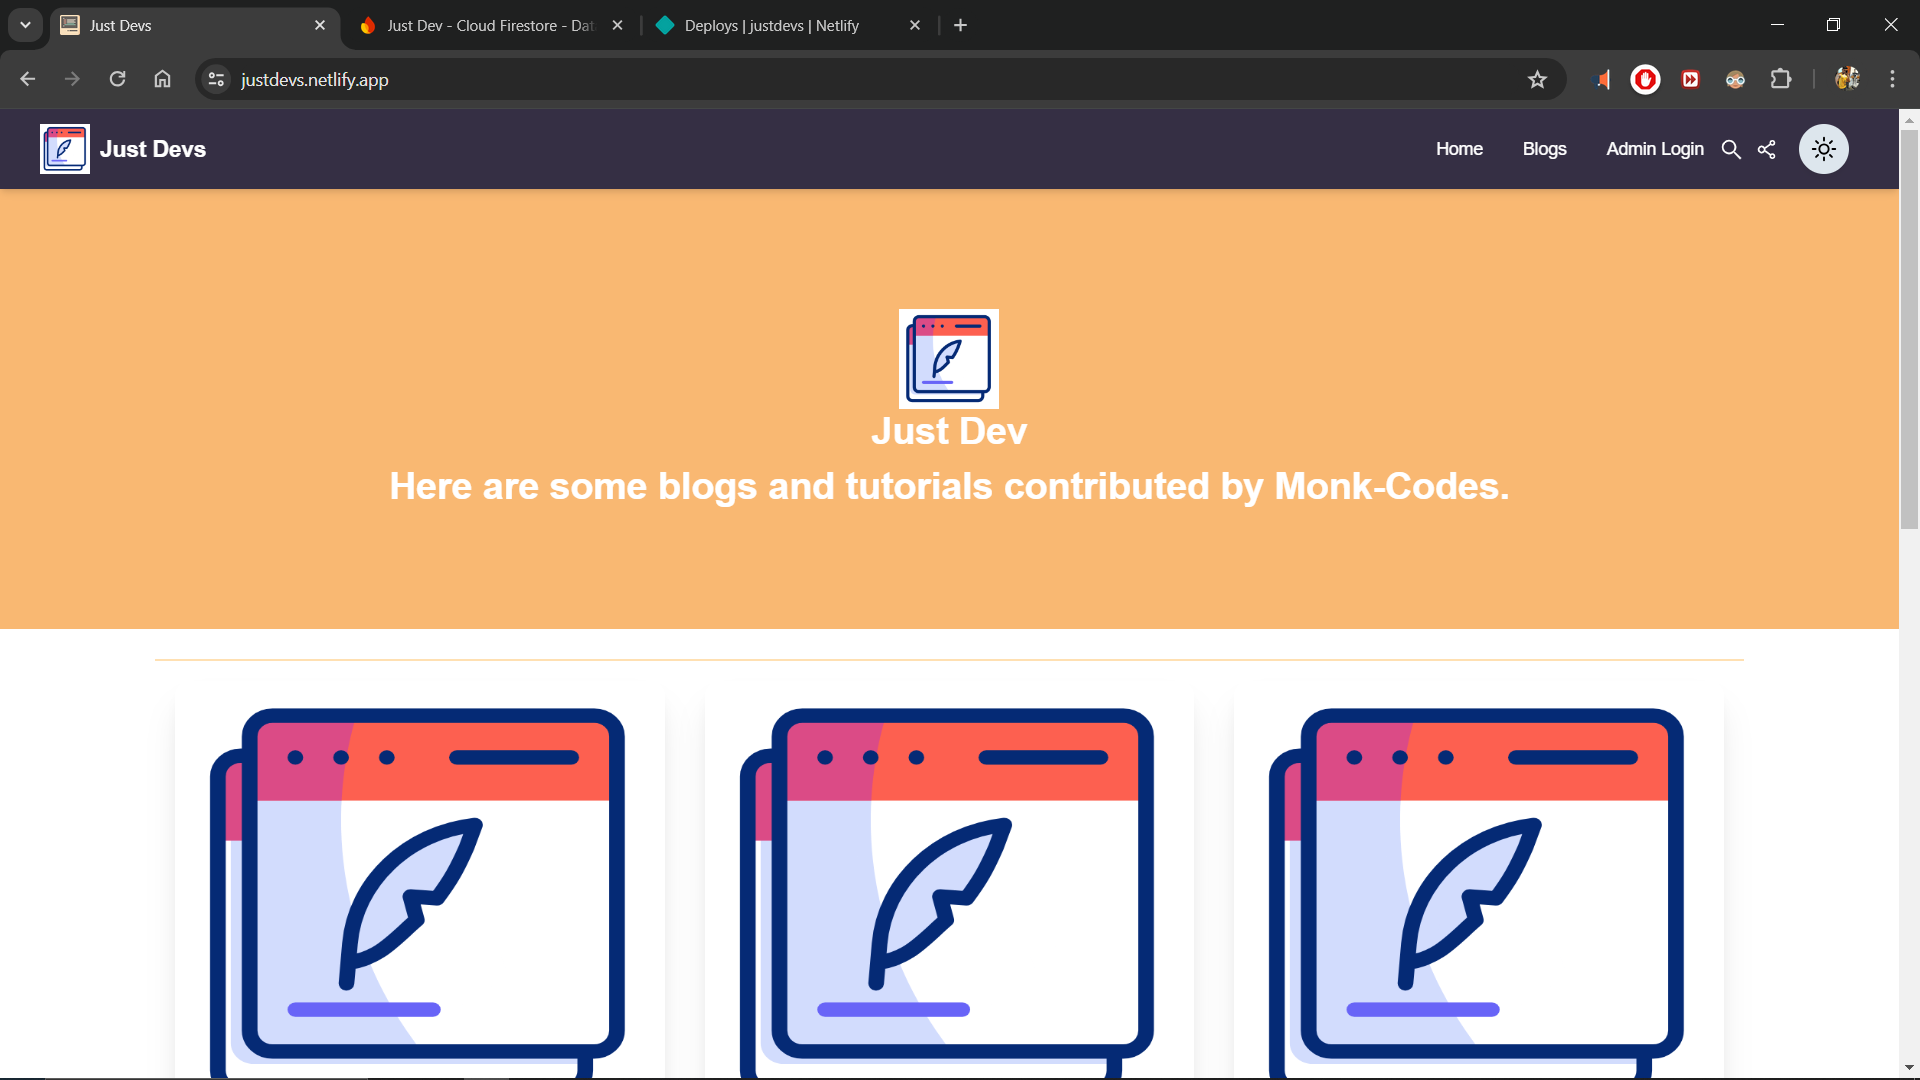 Just Devs
Just Dev - Cloud Firestore - Dat
Deploys | justdevs | Netlify
justdevs.netlify.app
Just Devs
Home
Blogs
Admin Login
Just Dev
Here are some blogs and tutorials contributed by Monk-Codes.